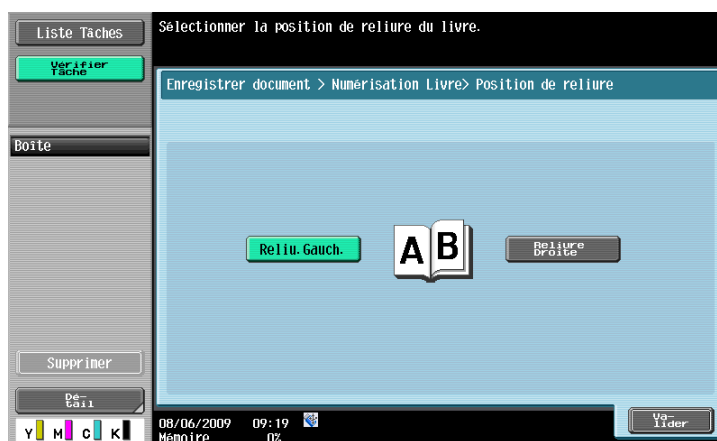 Liste Tâches
Sélectionner la position de reliure du livre.
Vérifier
Tâche
Enregistrer document > Numérisation Livre> Position de reliure
Boîte
Reliu. Gauch.
A B
Reliure
Droite
Supprimer
Dé-
tail
Va-
lider
08/06/2009 09:19
Mémoire 0%
Y M C K